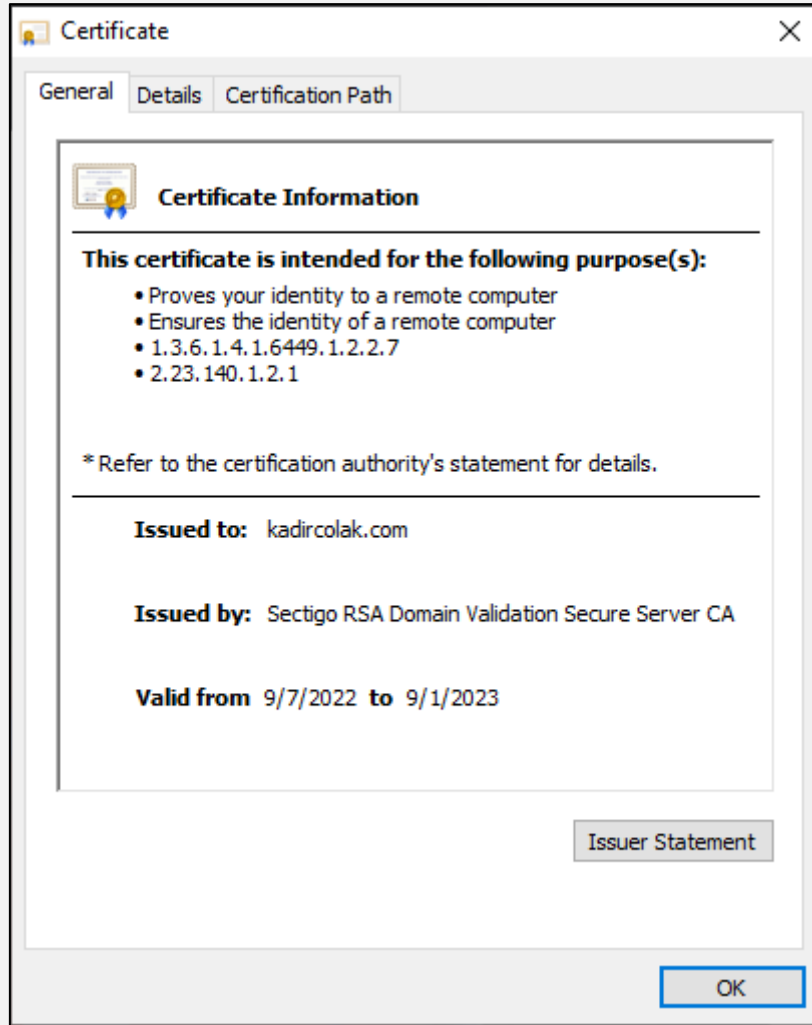 Certificate
General Details Certification Path
Certificate Information
This certificate is intended for the following purpose(s):
• Proves your identity to a remote computer
• Ensures the identity of a remote computer
• 1.3.6.1.4.1.6449.1.2.2.7
• 2.23.140.1.2.1
* Refer to the certification authority's statement for details.
Issued to: kadircolak.com
Issued by: Sectigo RSA Domain Validation Secure Server CA
Valid from 9/7/2022 to 9/1/2023
Issuer Statement
OK